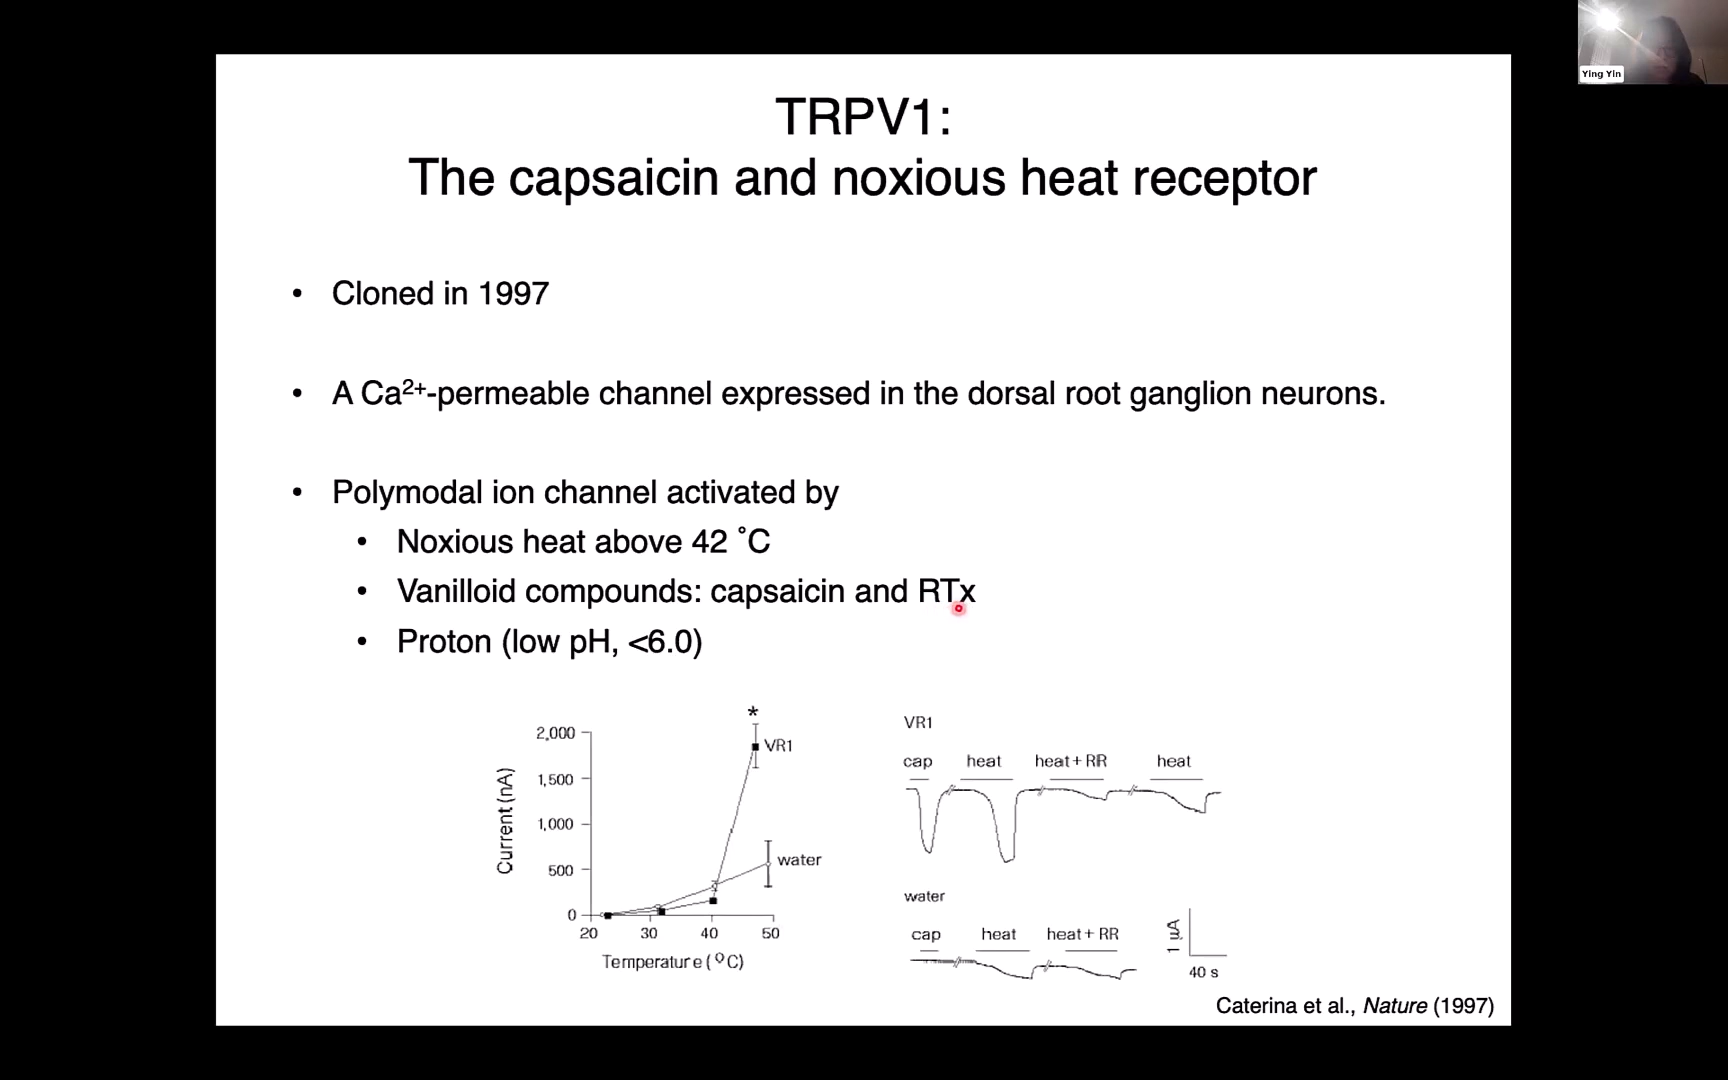 Ying Yin
TRPV1:
The capsaicin and noxious heat receptor
• Cloned in 1997
• A Ca²⁺-permeable channel expressed in the dorsal root ganglion neurons.
• Polymodal ion channel activated by
• Noxious heat above 42 ˚C
• Vanilloid compounds: capsaicin and RTx
• Proton (low pH, <6.0)
*
2,000
VR1
1,500
1,000
water
500
0
20 30 40 50
Current (nA)
Temperature (°C)
VR1
cap heat heat + RR heat
water
cap heat heat + RR
1 µA
40 s
Caterina et al., Nature (1997)